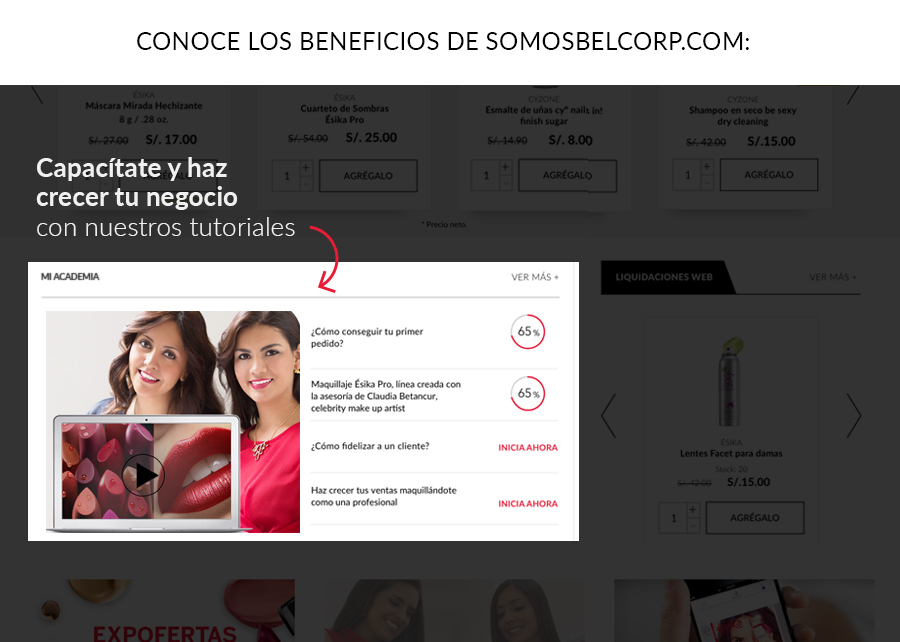 CONOCE LOS BENEFICIOS DE SOMOSBELCORP.COM:
ÉSIKA
Máscara Mirada Hechizante
8 g / .28 oz.
S/. 27.00 S/. 17.00
AGRÉGALO
ÉSIKA
Cuarteto de Sombras
Ésika Pro
S/. 54.00 S/. 25.00
1 + -
AGRÉGALO
CYZONE
Esmalte de uñas cy° nails in!
finish sugar
S/. 14.90 S/. 8.00
1 + -
AGRÉGALO
CYZONE
Shampoo en seco be sexy
dry cleaning
S/. 42.00 S/.15.00
1 + -
AGRÉGALO
* Precio neto.
Capacítate y haz
crecer tu negocio
con nuestros tutoriales
MI ACADEMIA VER MÁS +
¿Cómo conseguir tu primer
pedido?
65 %
Maquillaje Ésika Pro, línea creada con
la asesoría de Claudia Betancur,
celebrity make up artist
65 %
¿Cómo fidelizar a un cliente?
INICIA AHORA
Haz crecer tus ventas maquillándote
como una profesional
INICIA AHORA
LIQUIDACIONES WEB VER MÁS +
ÉSIKA
Lentes Facet para damas
Stock: 20
S/. 42.00 S/.15.00
1 + -
AGRÉGALO
EXPOFERTAS